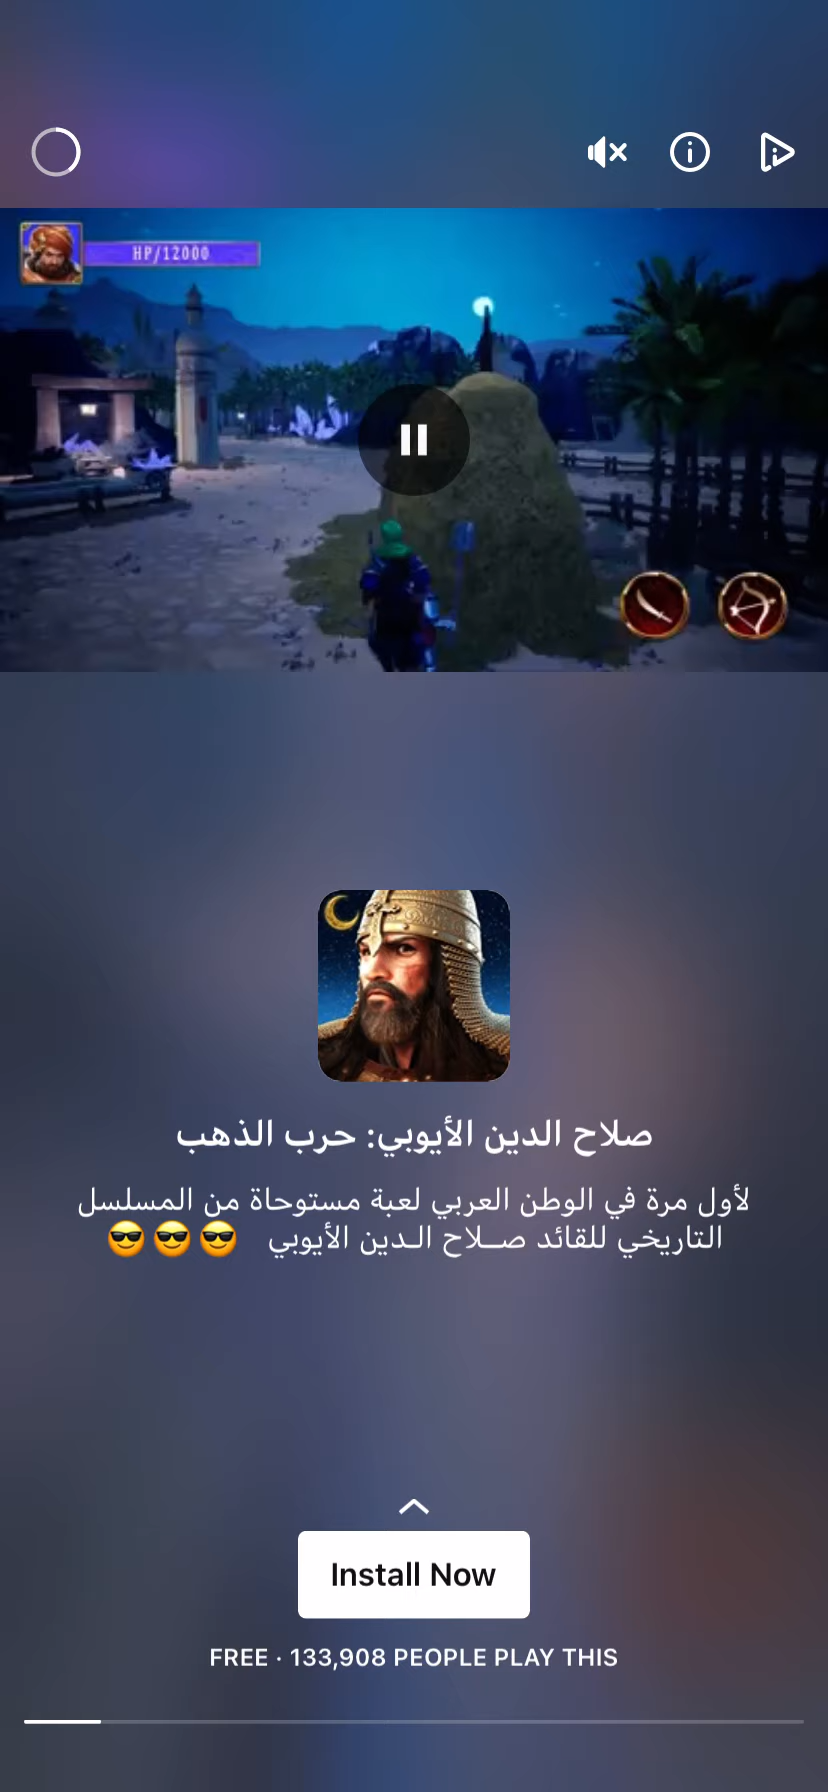 HP/12000
صلاح الدين الأيوبي: حرب الذهب
لأول مرة في الوطن العربي لعبة مستوحاة من المسلسل
التاريخي للقائد صــلاح الـدين الأيوبي 😎😎😎
Install Now
FREE · 133,908 PEOPLE PLAY THIS